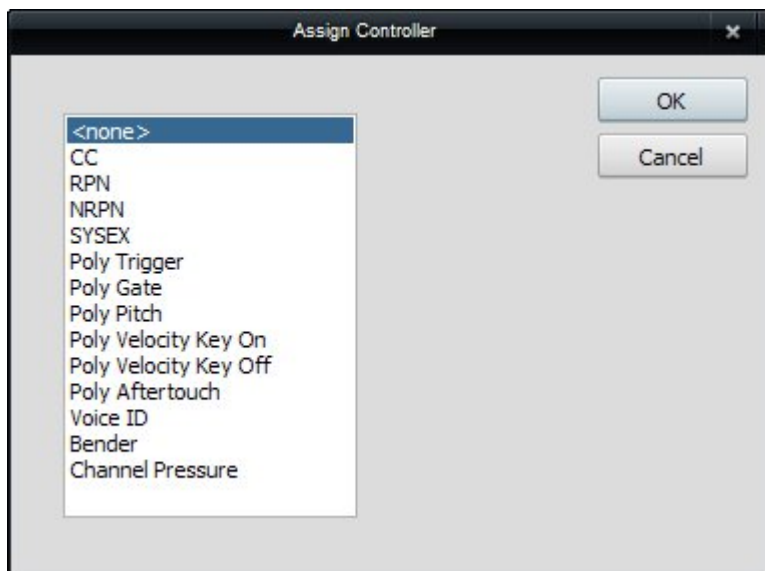 Assign Controller
OK
<none>
Cancel
CC
RPN
NRPN
SYSEX
Poly Trigger
Poly Gate
Poly Pitch
Poly Velocity Key On
Poly Velocity Key Off
Poly Aftertouch
Voice ID
Bender
Channel Pressure